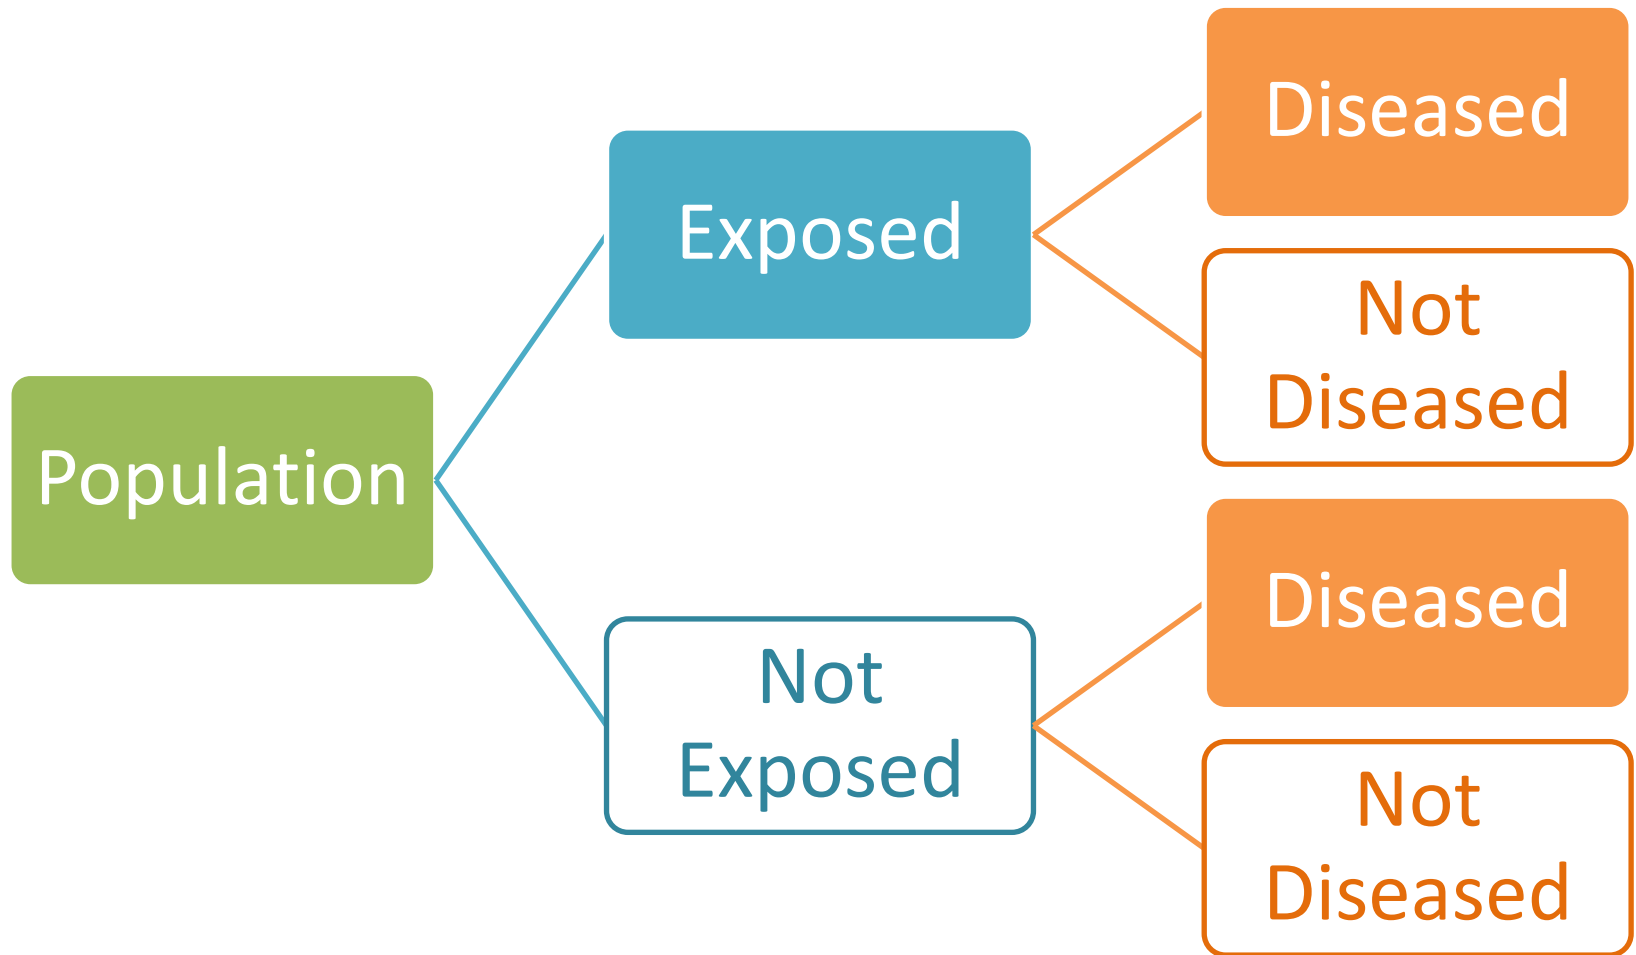 Population
Exposed
Diseased
Not
Diseased
Not
Exposed
Diseased
Not
Diseased